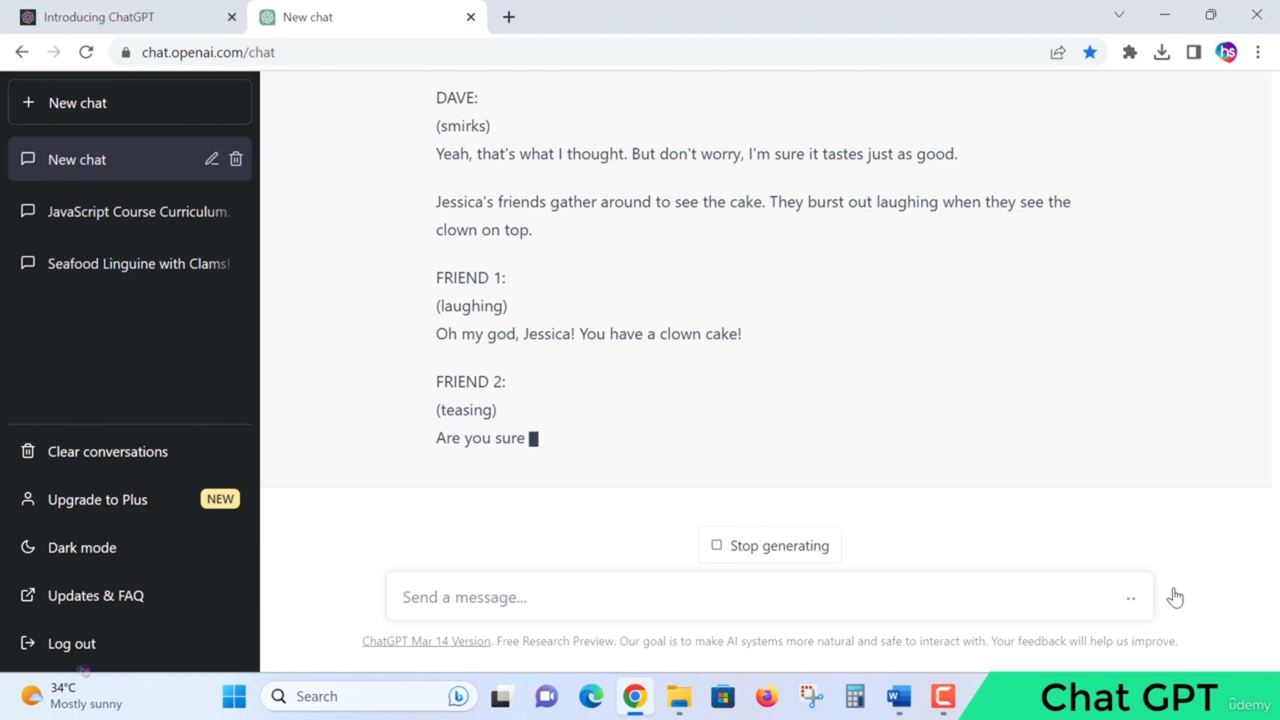 Introducing ChatGPT
New chat
chat.openai.com/chat
hs
New chat
New chat
JavaScript Course Curriculum.
Seafood Linguine with Clams!
Clear conversations
Upgrade to Plus NEW
Dark mode
Updates & FAQ
Log out
DAVE:
(smirks)
Yeah, that's what I thought. But don't worry, I'm sure it tastes just as good.
Jessica's friends gather around to see the cake. They burst out laughing when they see the
clown on top.
FRIEND 1:
(laughing)
Oh my god, Jessica! You have a clown cake!
FRIEND 2:
(teasing)
Are you sure
Stop generating
Send a message...
ChatGPT Mar 14 Version. Free Research Preview. Our goal is to make AI systems more natural and safe to interact with. Your feedback will help us improve.
34°C
Mostly sunny
Search
Chat GPT
ûdemy